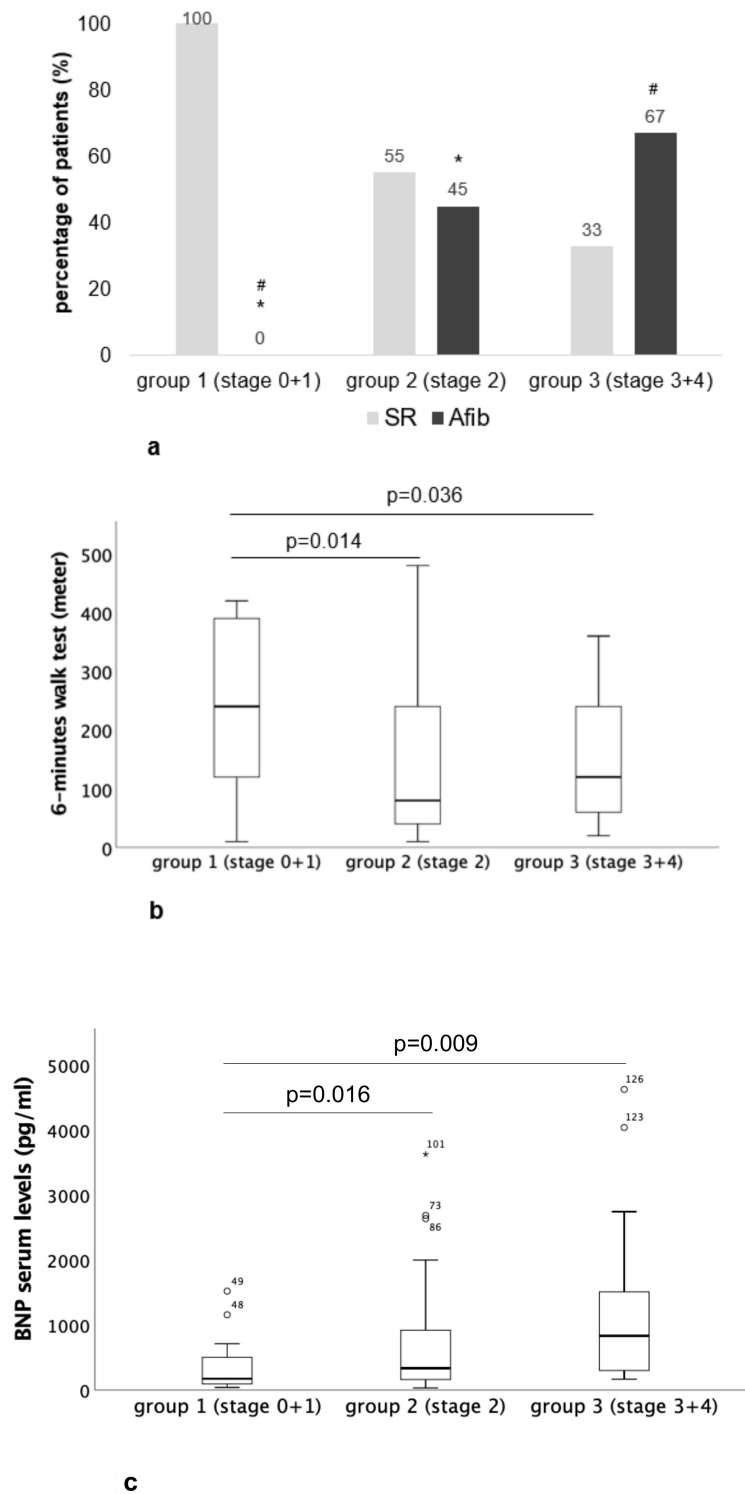 percentage of patients (%)
100
80
60
40
20
0
100
#
*
0
55
*
45
33
#
67
group 1 (stage 0+1) group 2 (stage 2) group 3 (stage 3+4)
SR Afib
a
p=0.036
p=0.014
6-minutes walk test (meter)
500
400
300
200
100
0
group 1 (stage 0+1) group 2 (stage 2) group 3 (stage 3+4)
b
p=0.009
p=0.016
BNP serum levels (pg/ml)
5000
4000
3000
2000
1000
0
49
48
101
*
73
86
126
123
group 1 (stage 0+1) group 2 (stage 2) group 3 (stage 3+4)
c